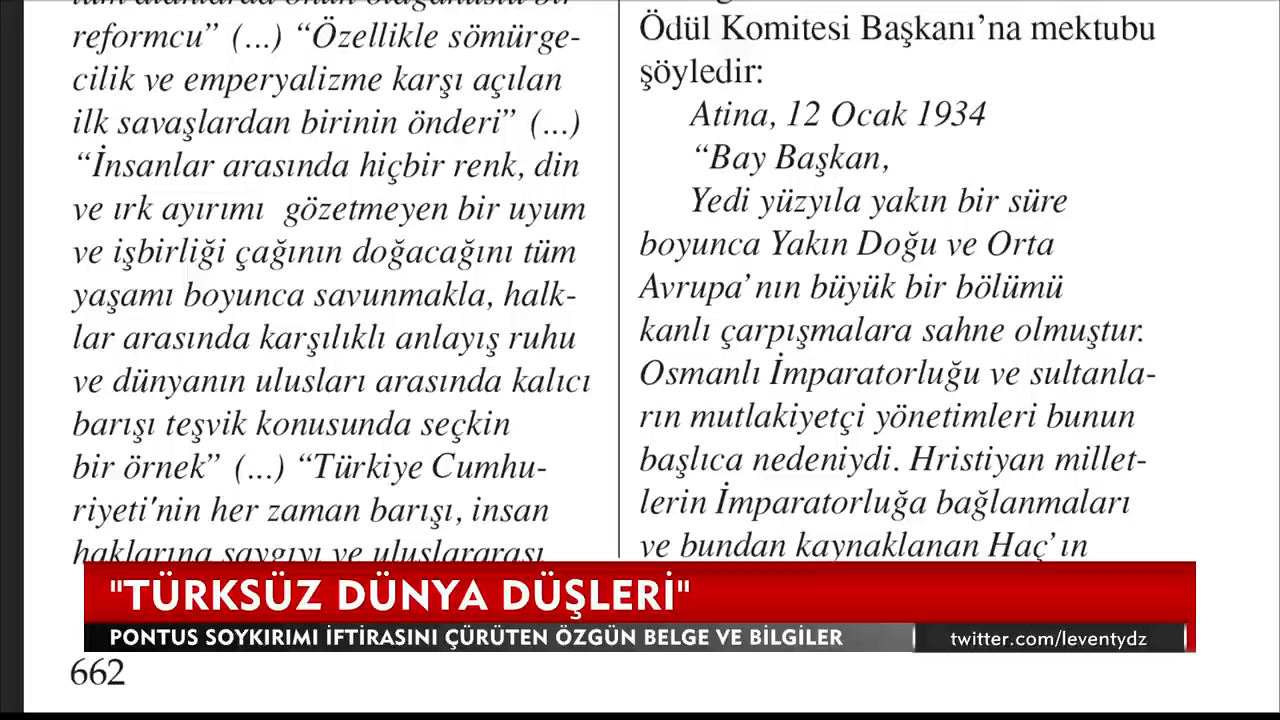 reformcu” (...) “Özellikle sömürge-
cilik ve emperyalizme karşı açılan
ilk savaşlardan birinin önderi” (...)
“İnsanlar arasında hiçbir renk, din
ve ırk ayırımı gözetmeyen bir uyum
ve işbirliği çağının doğacağını tüm
yaşamı boyunca savunmakla, halk-
lar arasında karşılıklı anlayış ruhu
ve dünyanın ulusları arasında kalıcı
barışı teşvik konusunda seçkin
bir örnek” (...) “Türkiye Cumhu-
riyeti'nin her zaman barışı, insan
haklarına saygıyı ve uluslararası
Ödül Komitesi Başkanı’na mektubu
şöyledir:
Atina, 12 Ocak 1934
“Bay Başkan,
Yedi yüzyıla yakın bir süre
boyunca Yakın Doğu ve Orta
Avrupa’nın büyük bir bölümü
kanlı çarpışmalara sahne olmuştur.
Osmanlı İmparatorluğu ve sultanla-
rın mutlakiyetçi yönetimleri bunun
başlıca nedeniydi. Hristiyan millet-
lerin İmparatorluğa bağlanmaları
ve bundan kaynaklanan Haç’ın
"TÜRKSÜZ DÜNYA DÜŞLERİ"
PONTUS SOYKIRIMI İFTİRASINI ÇÜRÜTEN ÖZGÜN BELGE VE BİLGİLER
twitter.com/leventydz
662